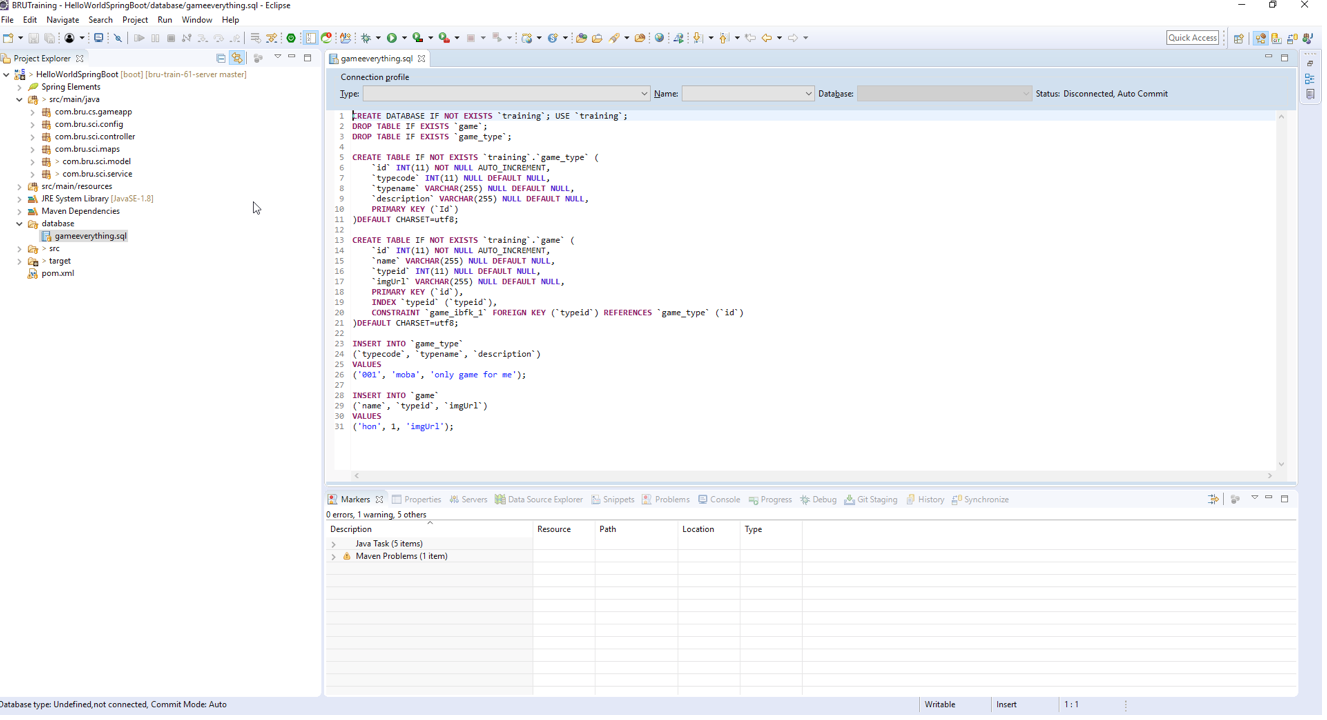 BRUTraining - HelloWorldSpringBoot/database/gameeverything.sql - Eclipse
File Edit Navigate Search Project Run Window Help
Quick Access
Project Explorer
gameeverything.sql
HelloWorldSpringBoot [boot] [bru-train-61-server master]
Spring Elements
> src/main/java
com.bru.cs.gameapp
com.bru.sci.config
com.bru.sci.controller
com.bru.sci.maps
> com.bru.sci.model
> com.bru.sci.service
src/main/resources
JRE System Library [JavaSE-1.8]
Maven Dependencies
database
gameeverything.sql
> src
> target
pom.xml
Connection profile
Type: Name: Database: Status: Disconnected, Auto Commit
1 CREATE DATABASE IF NOT EXISTS `training`; USE `training`;
2 DROP TABLE IF EXISTS `game`;
3 DROP TABLE IF EXISTS `game_type`;
4
5 CREATE TABLE IF NOT EXISTS `training`.`game_type` (
6 `id` INT(11) NOT NULL AUTO_INCREMENT,
7 `typecode` INT(11) NULL DEFAULT NULL,
8 `typename` VARCHAR(255) NULL DEFAULT NULL,
9 `description` VARCHAR(255) NULL DEFAULT NULL,
10 PRIMARY KEY (`Id`)
11 )DEFAULT CHARSET=utf8;
12
13 CREATE TABLE IF NOT EXISTS `training`.`game` (
14 `id` INT(11) NOT NULL AUTO_INCREMENT,
15 `name` VARCHAR(255) NULL DEFAULT NULL,
16 `typeid` INT(11) NULL DEFAULT NULL,
17 `imgUrl` VARCHAR(255) NULL DEFAULT NULL,
18 PRIMARY KEY (`id`),
19 INDEX `typeid` (`typeid`),
20 CONSTRAINT `game_ibfk_1` FOREIGN KEY (`typeid`) REFERENCES `game_type` (`id`)
21 )DEFAULT CHARSET=utf8;
22
23 INSERT INTO `game_type`
24 (`typecode`, `typename`, `description`)
25 VALUES
26 ('001', 'moba', 'only game for me');
27
28 INSERT INTO `game`
29 (`name`, `typeid`, `imgUrl`)
30 VALUES
31 ('hon', 1, 'imgUrl');
Markers Properties Servers Data Source Explorer Snippets Problems Console Progress Debug Git Staging History Synchronize
0 errors, 1 warning, 5 others
Description Resource Path Location Type
Java Task (5 items)
Maven Problems (1 item)
Database type: Undefined,not connected, Commit Mode: Auto
Writable Insert 1 : 1